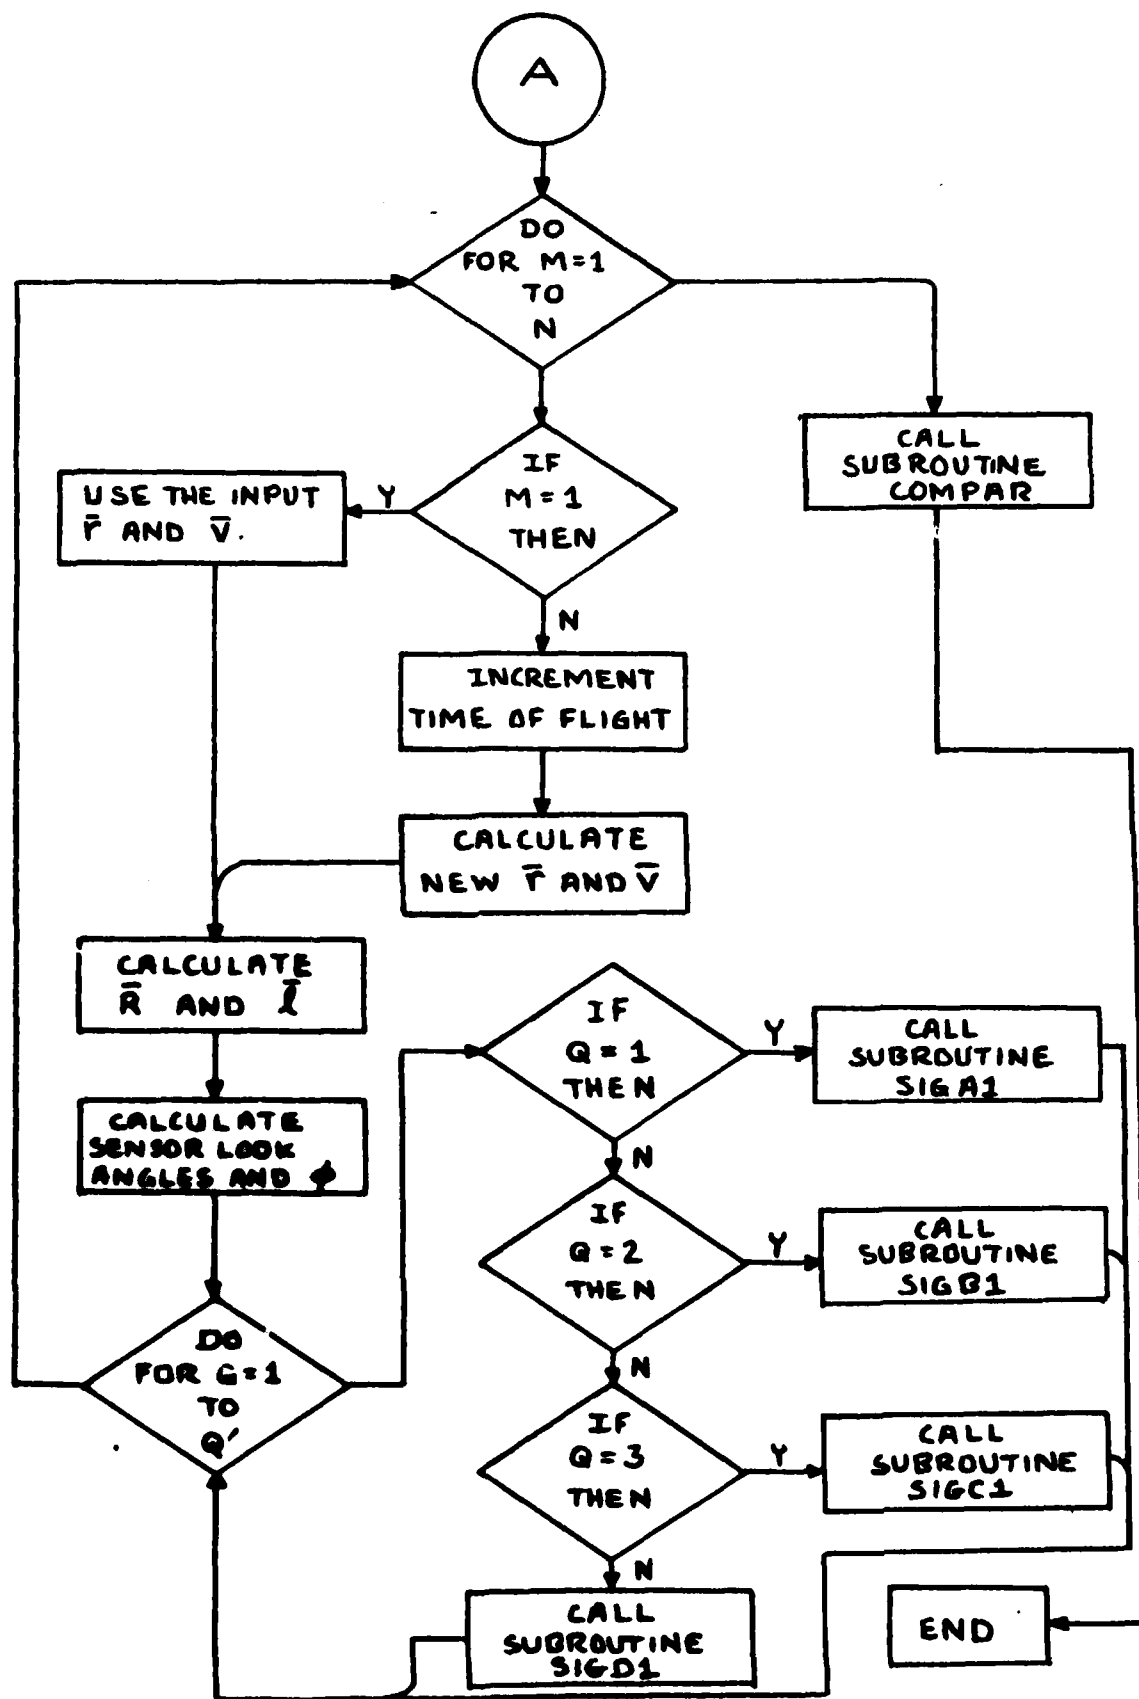 A
DO
FOR M=1
TO
N
CALL
SUBROUTINE
COMPAR
IF
M=1
THEN
Y
USE THE INPUT
r̄ AND v̄.
N
INCREMENT
TIME OF FLIGHT
CALCULATE
NEW r̄ AND v̄
CALCULATE
R̄ AND l̄
CALCULATE
SENSOR LOOK
ANGLES AND ϕ
DO
FOR G=1
TO
Q'
IF
Q=1
THEN
Y
CALL
SUBROUTINE
SIGA1
N
IF
Q=2
THEN
Y
CALL
SUBROUTINE
SIGB1
N
IF
Q=3
THEN
Y
CALL
SUBROUTINE
SIGC1
N
CALL
SUBROUTINE
SIGD1
END